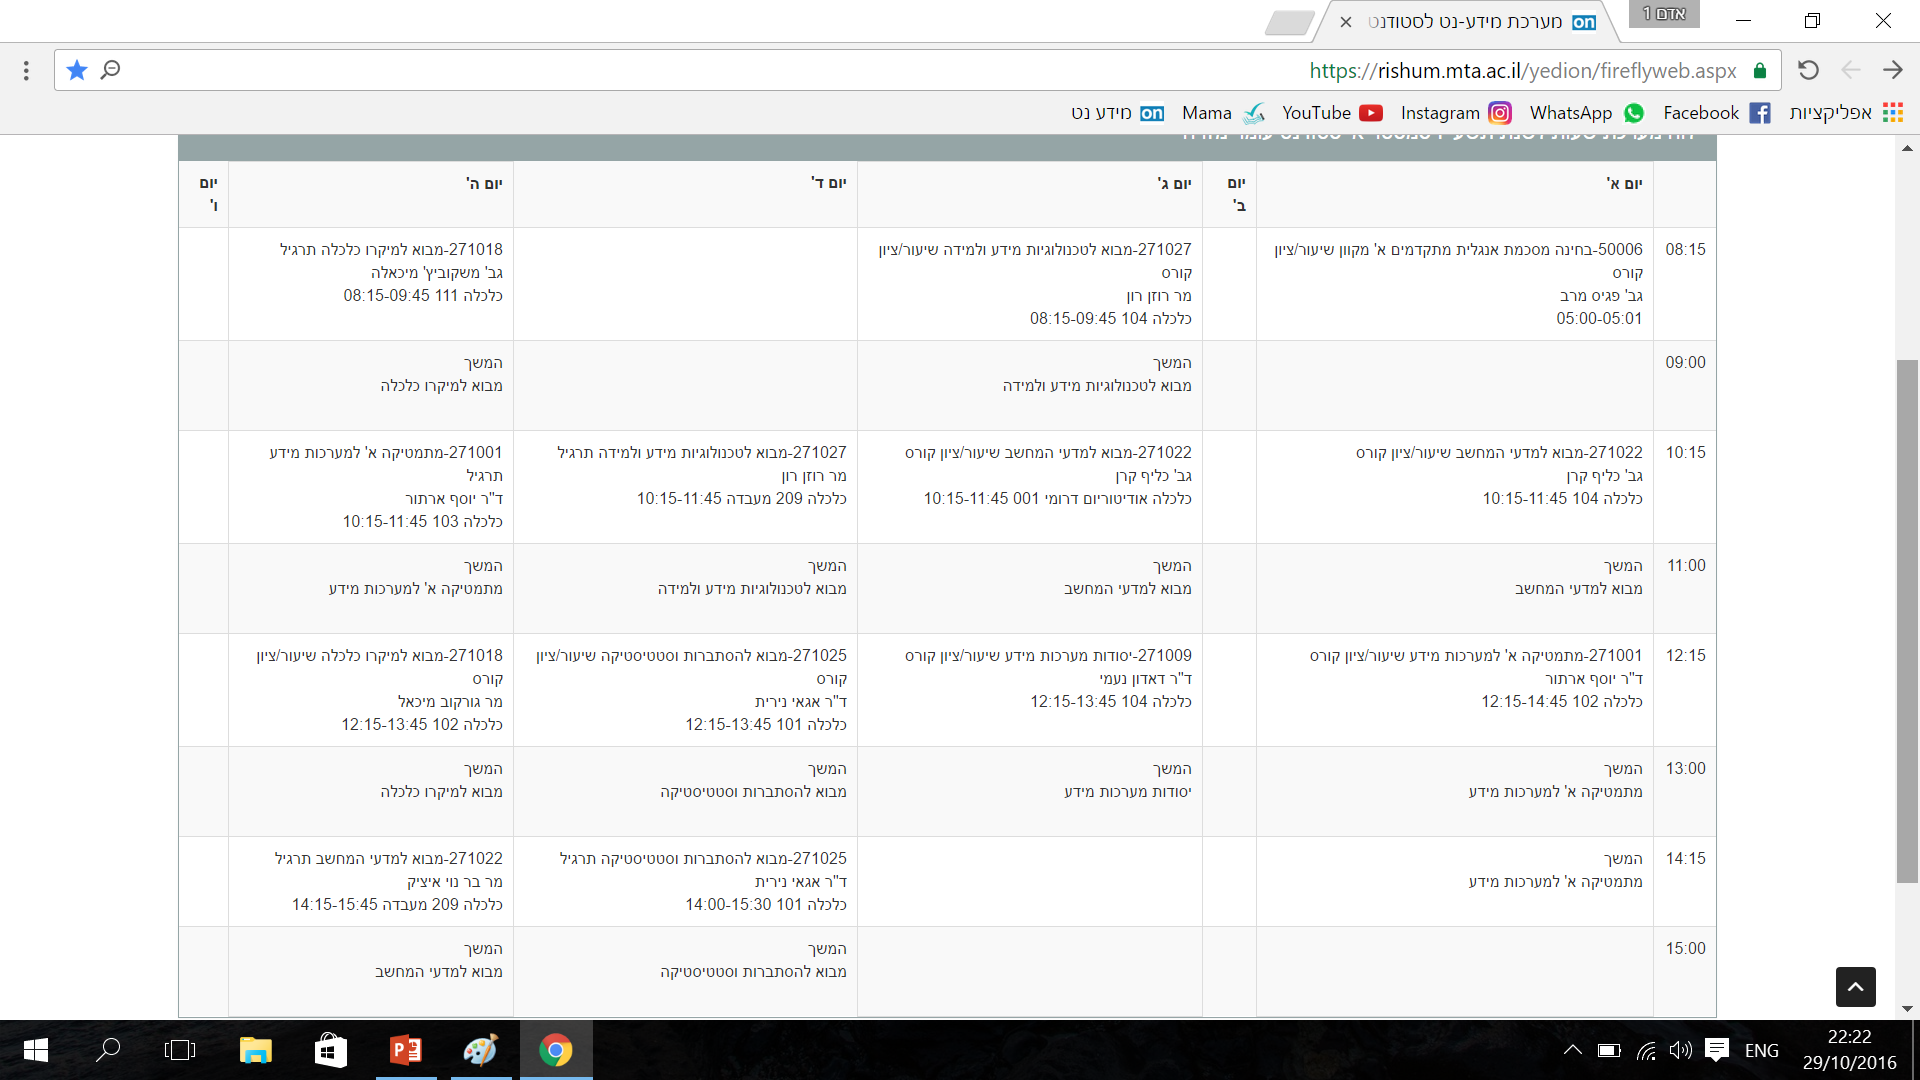 אדם 1
מערכת מידע-נט לסטודנט
https://rishum.mta.ac.il/yedion/fireflyweb.aspx
אפליקציות Facebook WhatsApp Instagram YouTube Mama מידע נט
יום א'
יום ב'
יום ג'
יום ד'
יום ה'
יום ו'
08:15
50006-בחינה מסכמת אנגלית מתקדמים א' מקוון שיעור/ציון
קורס
גב' פגיס מרב
05:00-05:01
271027-מבוא לטכנולוגיות מידע ולמידה שיעור/ציון
קורס
מר רוזן רון
כלכלה 104 08:15-09:45
271018-מבוא למיקרו כלכלה תרגיל
גב' משקוביץ' מיכאלה
כלכלה 111 08:15-09:45
09:00
המשך
מבוא לטכנולוגיות מידע ולמידה
המשך
מבוא למיקרו כלכלה
10:15
271022-מבוא למדעי המחשב שיעור/ציון קורס
גב' כליף קרן
כלכלה 104 10:15-11:45
271022-מבוא למדעי המחשב שיעור/ציון קורס
גב' כליף קרן
כלכלה אודיטוריום דרומי 001 10:15-11:45
271027-מבוא לטכנולוגיות מידע ולמידה תרגיל
מר רוזן רון
כלכלה 209 מעבדה 10:15-11:45
271001-מתמטיקה א' למערכות מידע
תרגיל
ד"ר יוסף ארתור
כלכלה 103 10:15-11:45
11:00
המשך
מבוא למדעי המחשב
המשך
מבוא למדעי המחשב
המשך
מבוא לטכנולוגיות מידע ולמידה
המשך
מתמטיקה א' למערכות מידע
12:15
271001-מתמטיקה א' למערכות מידע שיעור/ציון קורס
ד"ר יוסף ארתור
כלכלה 102 12:15-14:45
271009-יסודות מערכות מידע שיעור/ציון קורס
ד"ר דאדון נעמי
כלכלה 104 12:15-13:45
271025-מבוא להסתברות וסטטיסטיקה שיעור/ציון
קורס
ד"ר אגאי נירית
כלכלה 101 12:15-13:45
271018-מבוא למיקרו כלכלה שיעור/ציון
קורס
מר גורקוב מיכאל
כלכלה 102 12:15-13:45
13:00
המשך
מתמטיקה א' למערכות מידע
המשך
יסודות מערכות מידע
המשך
מבוא להסתברות וסטטיסטיקה
המשך
מבוא למיקרו כלכלה
14:15
המשך
מתמטיקה א' למערכות מידע
271025-מבוא להסתברות וסטטיסטיקה תרגיל
ד"ר אגאי נירית
כלכלה 101 14:00-15:30
271022-מבוא למדעי המחשב תרגיל
מר בר נוי איציק
כלכלה 209 מעבדה 14:15-15:45
15:00
המשך
מבוא להסתברות וסטטיסטיקה
המשך
מבוא למדעי המחשב
ENG
22:22
29/10/2016